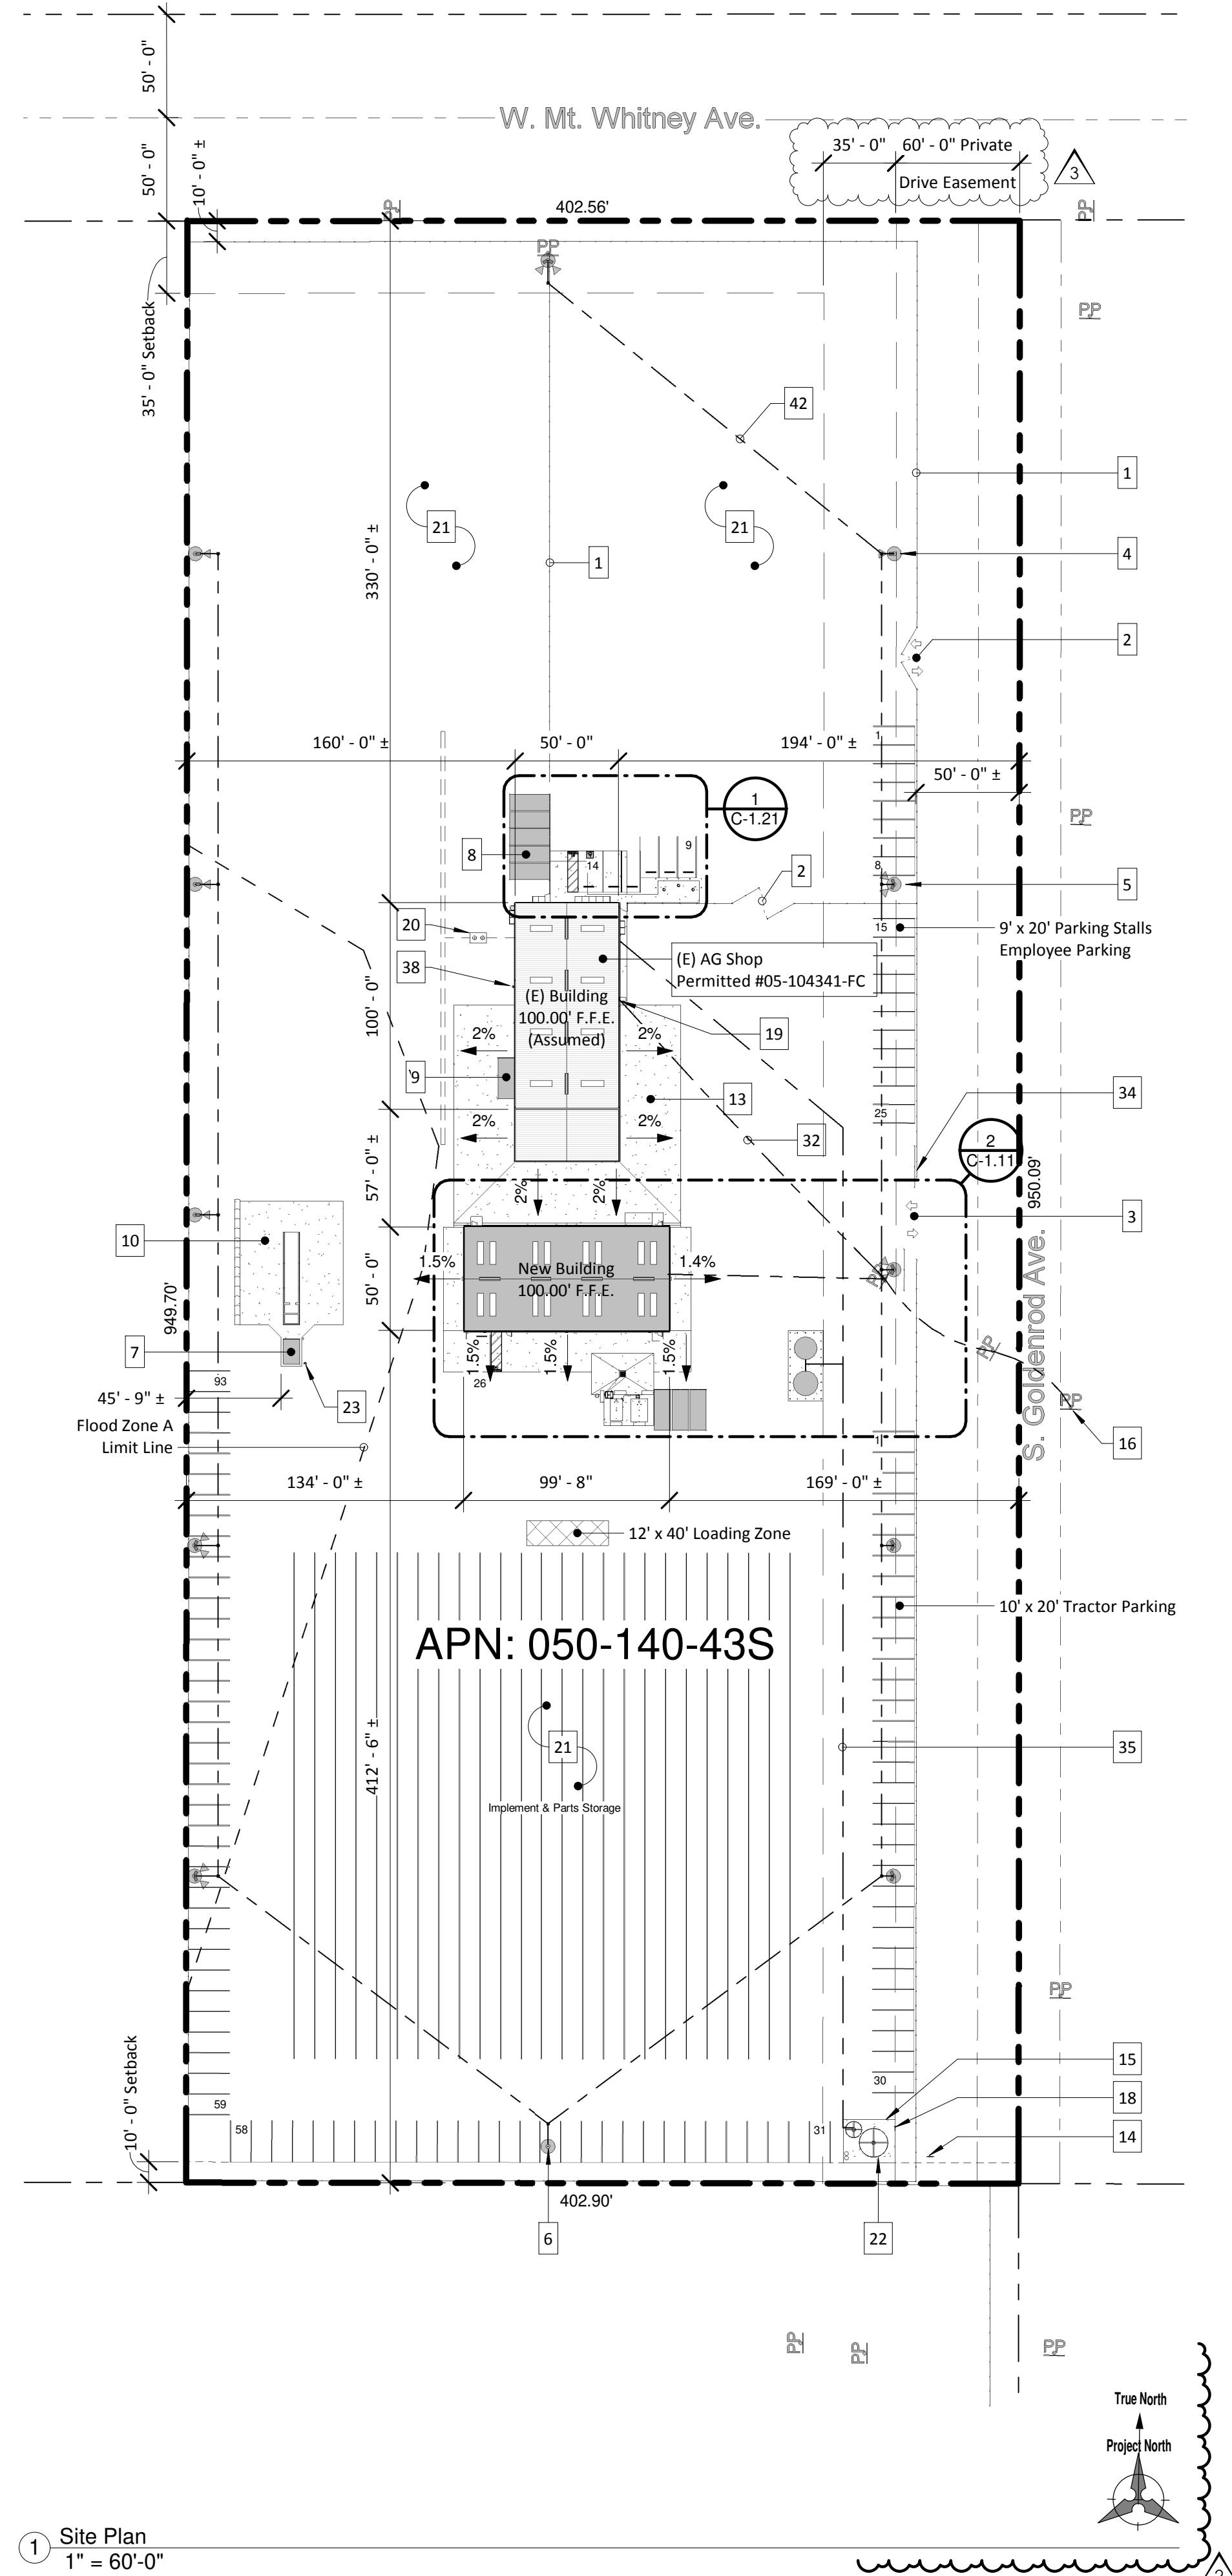 50' - 0"
W. Mt. Whitney Ave.
35' - 0" 60' - 0" Private
Drive Easement
3
50' - 0"
10' - 0" ±
402.56'
PP
PP
PP
35' - 0" Setback
PP
42
1
21
21
330' - 0" ±
1
4
2
160' - 0" ±
50' - 0"
194' - 0" ±
1
50' - 0" ±
1
C-1.21
PP
8
14
9
2
8
5
20
15
9' x 20' Parking Stalls
Employee Parking
(E) AG Shop
Permitted #05-104341-FC
38
(E) Building
100.00' F.F.E.
(Assumed)
100' - 0"
2%
2%
19
9
13
34
2%
2%
25
32
2
C-1.11
57' - 0" ±
2%
2%
950.09'
3
10
1.5%
1.4%
New Building
100.00' F.F.E.
50' - 0"
PP
949.70'
S. Goldenrod Ave.
7
1.5%
1.5%
1.5%
PP
93
26
45' - 9" ±
23
PP
Flood Zone A
Limit Line
1
16
134' - 0" ±
99' - 8"
169' - 0" ±
12' x 40' Loading Zone
10' x 20' Tractor Parking
APN: 050-140-43S
412' - 6" ±
21
35
Implement & Parts Storage
PP
10' - 0" Setback
15
30
18
59
58
31
14
8
402.90'
6
22
PP
PP
PP
True North
Project North
1
Site Plan
1" = 60'-0"